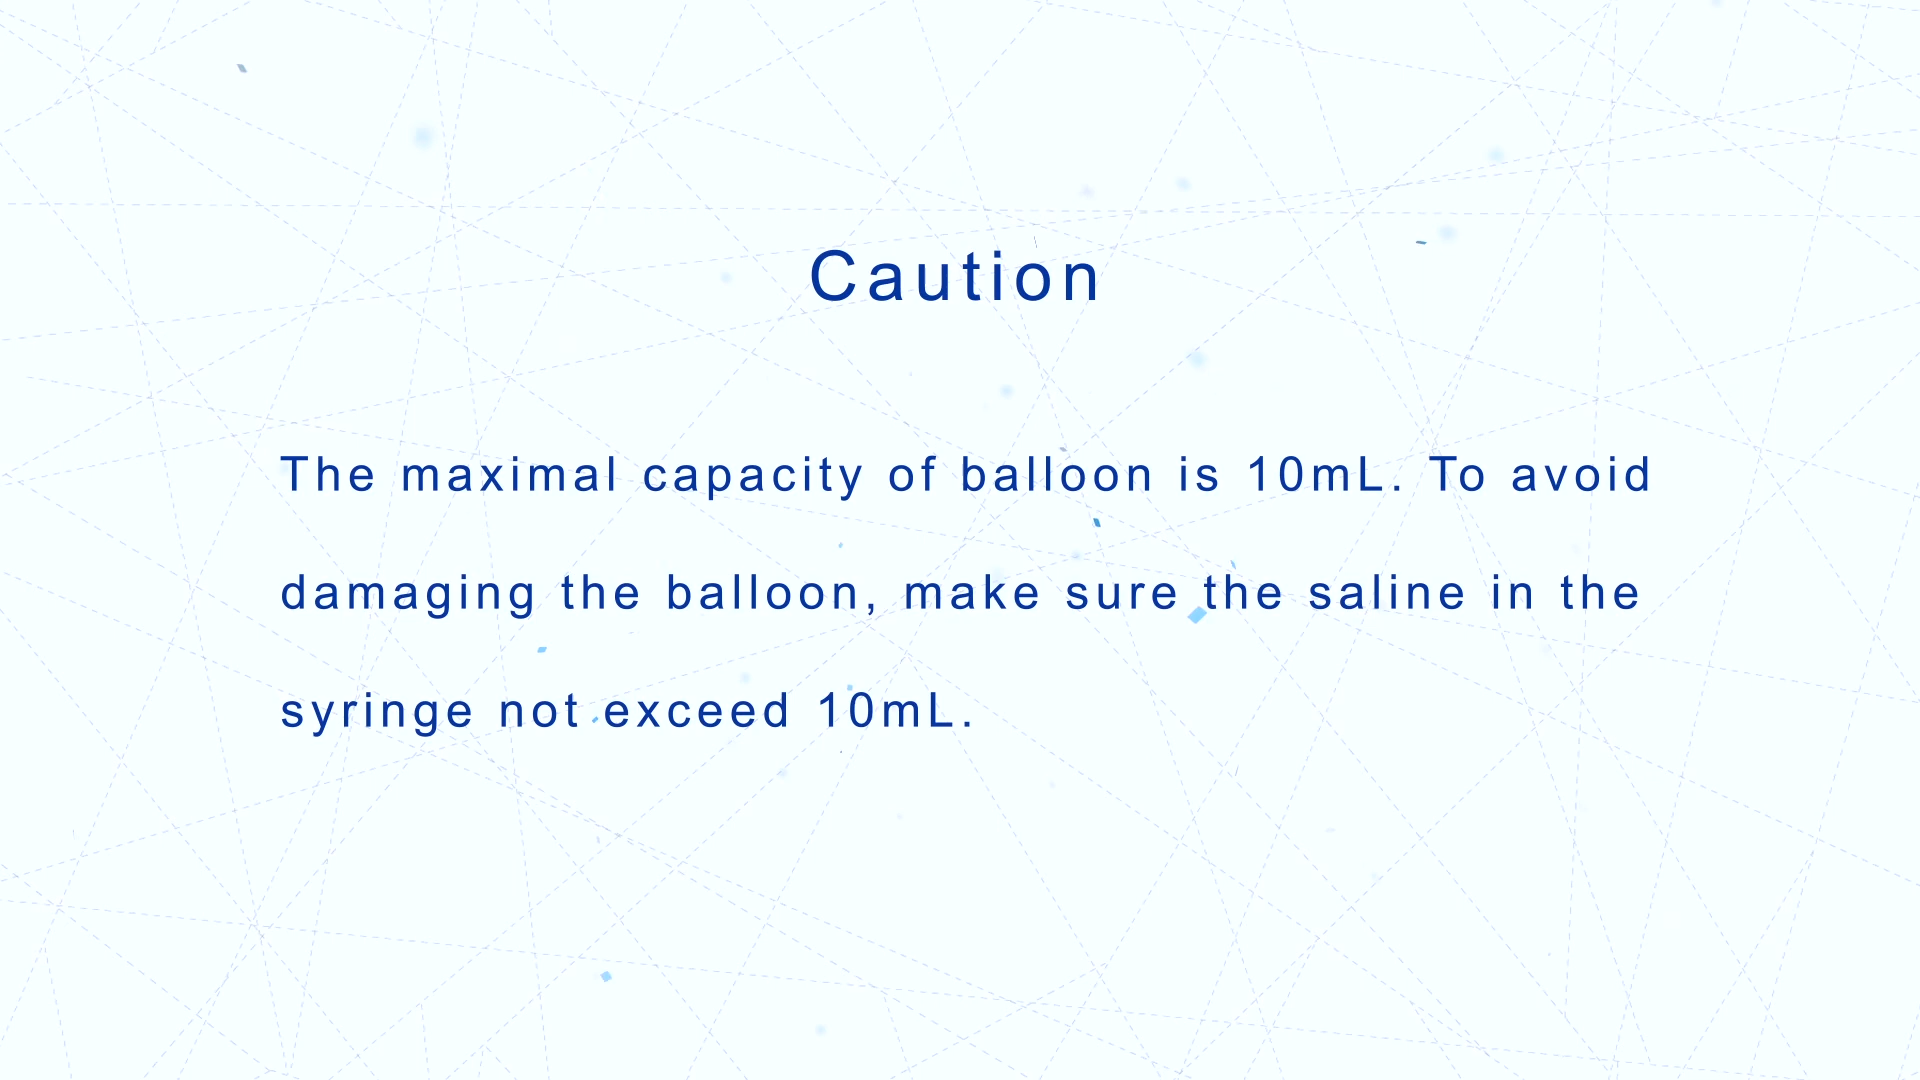 Caution
The maximal capacity of balloon is 10mL. To avoid
damaging the balloon, make sure the saline in the
syringe not exceed 10mL.